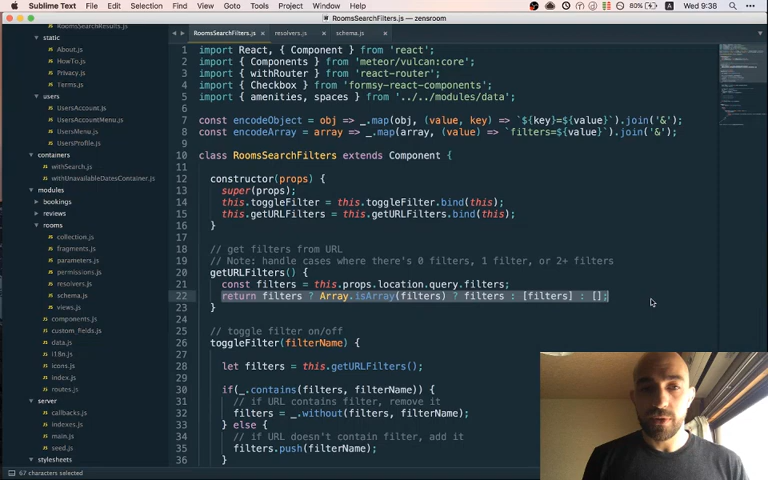 Sublime Text File Edit Selection Find View Goto Tools Project Window Help 80% Wed 9:38
RoomsSearchFilters.js — zensroom
RoomsSearchResults.js
static
About.js
HowTo.js
Privacy.js
Terms.js
users
UsersAccount.js
UsersAccountMenu.js
UsersMenu.js
UsersProfile.js
containers
withSearch.js
withUnavailableDatesContainer.js
modules
bookings
reviews
rooms
collection.js
fragments.js
parameters.js
permissions.js
resolvers.js
schema.js
views.js
components.js
custom_fields.js
data.js
i18n.js
icons.js
index.js
routes.js
server
callbacks.js
indexes.js
main.js
seed.js
stylesheets
RoomsSearchFilters.js × resolvers.js × schema.js ×
1 import React, { Component } from 'react';
2 import { Components } from 'meteor/vulcan:core';
3 import { withRouter } from 'react-router';
4 import { Checkbox } from 'formsy-react-components';
5 import { amenities, spaces } from '../../modules/data';
6
7 const encodeObject = obj => _.map(obj, (value, key) => `${key}=${value}`).join('&');
8 const encodeArray = array => _.map(array, (value) => `filters=${value}`).join('&');
9
10 class RoomsSearchFilters extends Component {
11
12 constructor(props) {
13 super(props);
14 this.toggleFilter = this.toggleFilter.bind(this);
15 this.getURLFilters = this.getURLFilters.bind(this);
16 }
17
18 // get filters from URL
19 // Note: handle cases where there's 0 filters, 1 filter, or 2+ filters
20 getURLFilters() {
21 const filters = this.props.location.query.filters;
22 return filters ? Array.isArray(filters) ? filters : [filters] : [];
23 }
24
25 // toggle filter on/off
26 toggleFilter(filterName) {
27
28 let filters = this.getURLFilters();
29
30 if(_.contains(filters, filterName)) {
31 // if URL contains filter, remove it
32 filters = _.without(filters, filterName);
33 } else {
34 // if URL doesn't contain filter, add it
35 filters.push(filterName);
36 }
67 characters selected